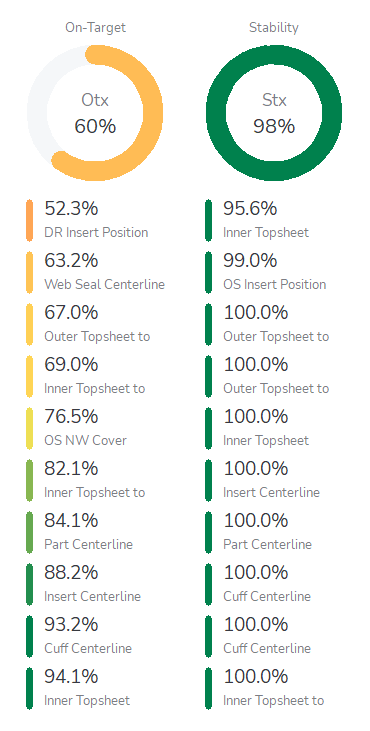 On-Target
Otx
60%
52.3%
DR Insert Position
63.2%
Web Seal Centerline
67.0%
Outer Topsheet to
69.0%
Inner Topsheet to
76.5%
OS NW Cover
82.1%
Inner Topsheet to
84.1%
Part Centerline
88.2%
Insert Centerline
93.2%
Cuff Centerline
94.1%
Inner Topsheet
Stability
Stx
98%
95.6%
Inner Topsheet
99.0%
OS Insert Position
100.0%
Outer Topsheet to
100.0%
Outer Topsheet to
100.0%
Inner Topsheet
100.0%
Insert Centerline
100.0%
Part Centerline
100.0%
Cuff Centerline
100.0%
Cuff Centerline
100.0%
Inner Topsheet to